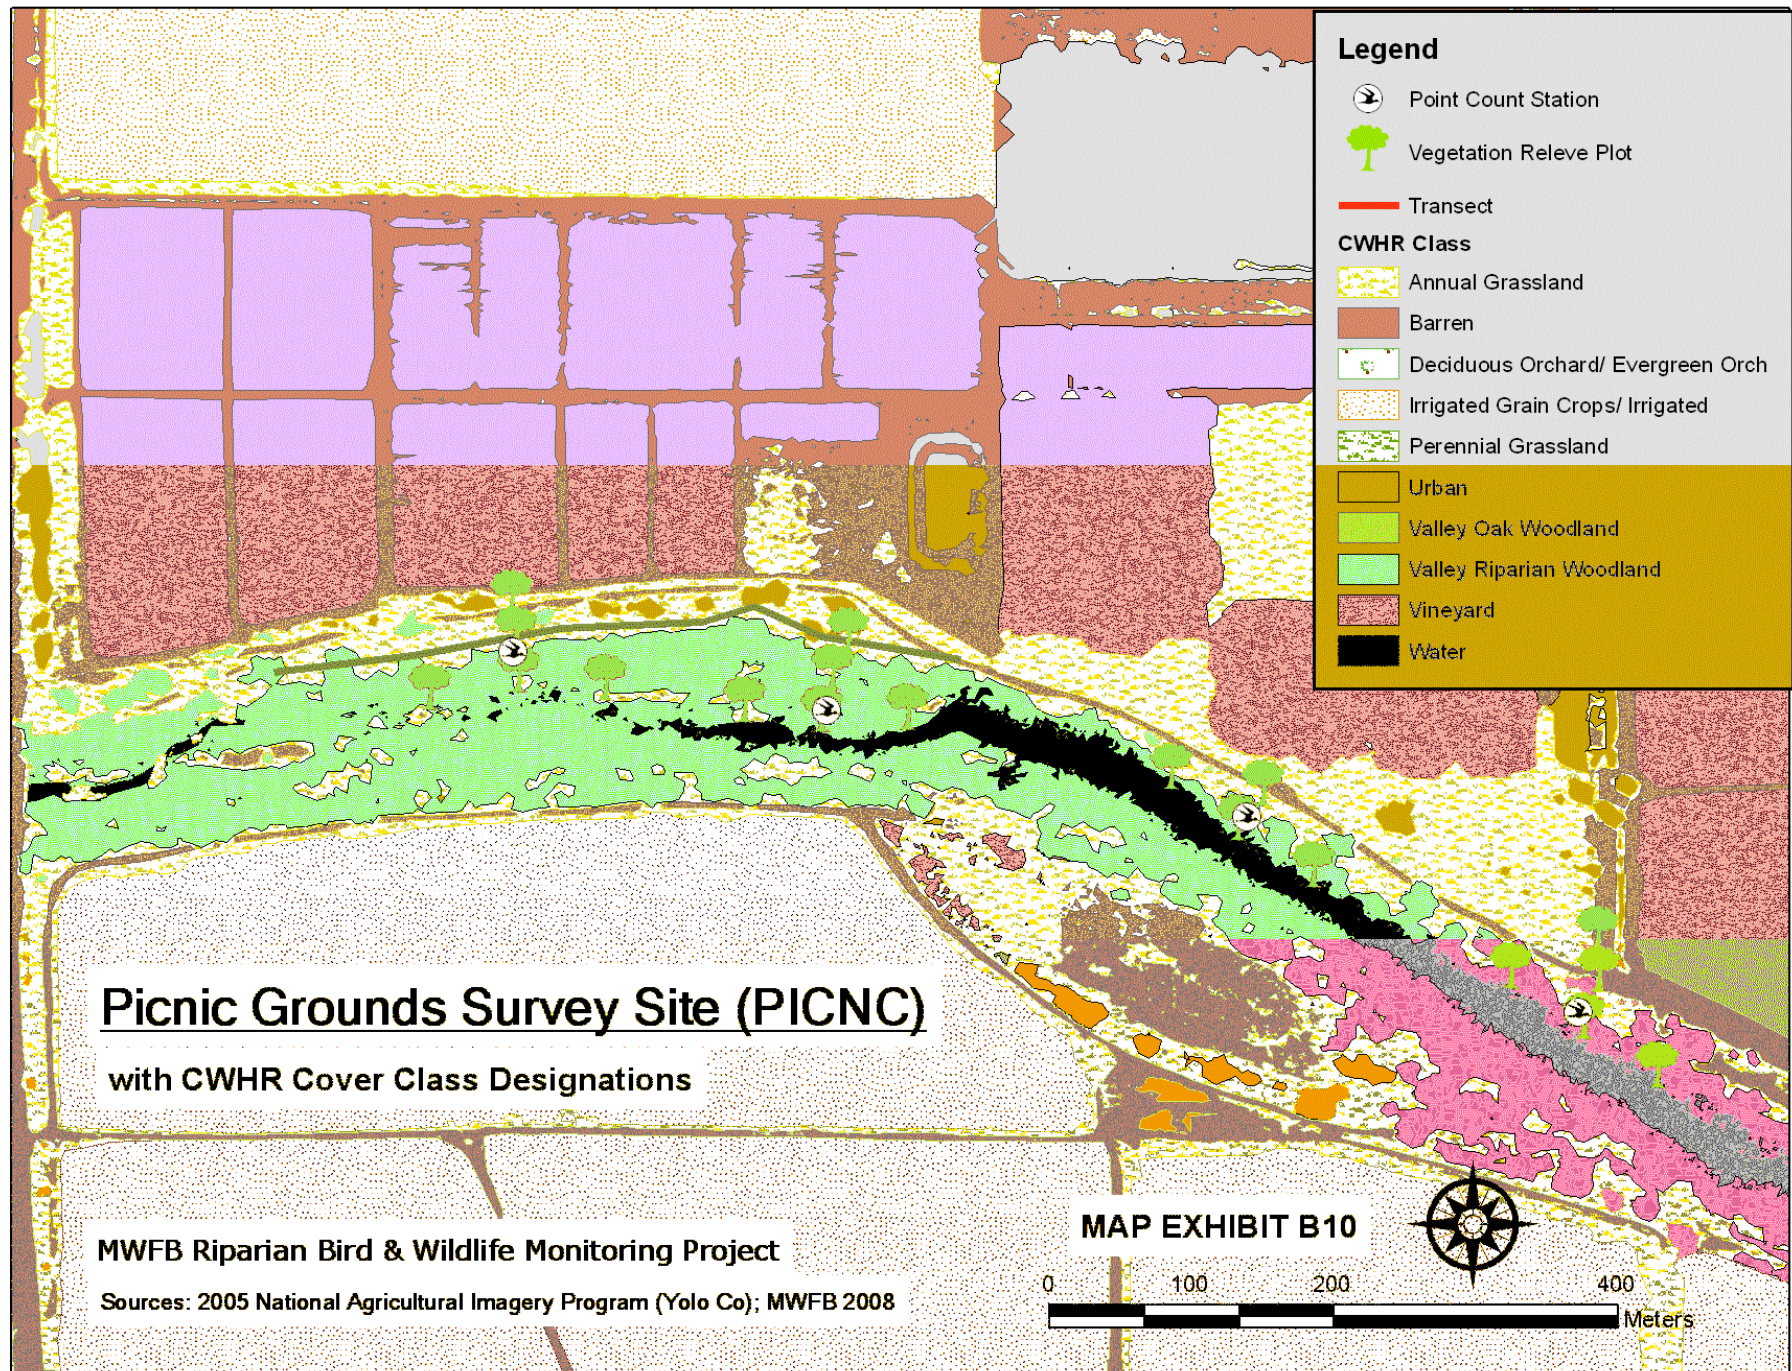 Legend
Point Count Station
Vegetation Releve Plot
Transect
CWHR Class
Annual Grassland
Barren
Deciduous Orchard/ Evergreen Orch
Irrigated Grain Crops/ Irrigated
Perennial Grassland
Urban
Valley Oak Woodland
Valley Riparian Woodland
Vineyard
Water
Picnic Grounds Survey Site (PICNC)
with CWHR Cover Class Designations
MWFB Riparian Bird & Wildlife Monitoring Project
Sources: 2005 National Agricultural Imagery Program (Yolo Co); MWFB 2008
MAP EXHIBIT B10
0 100 200 400
Meters